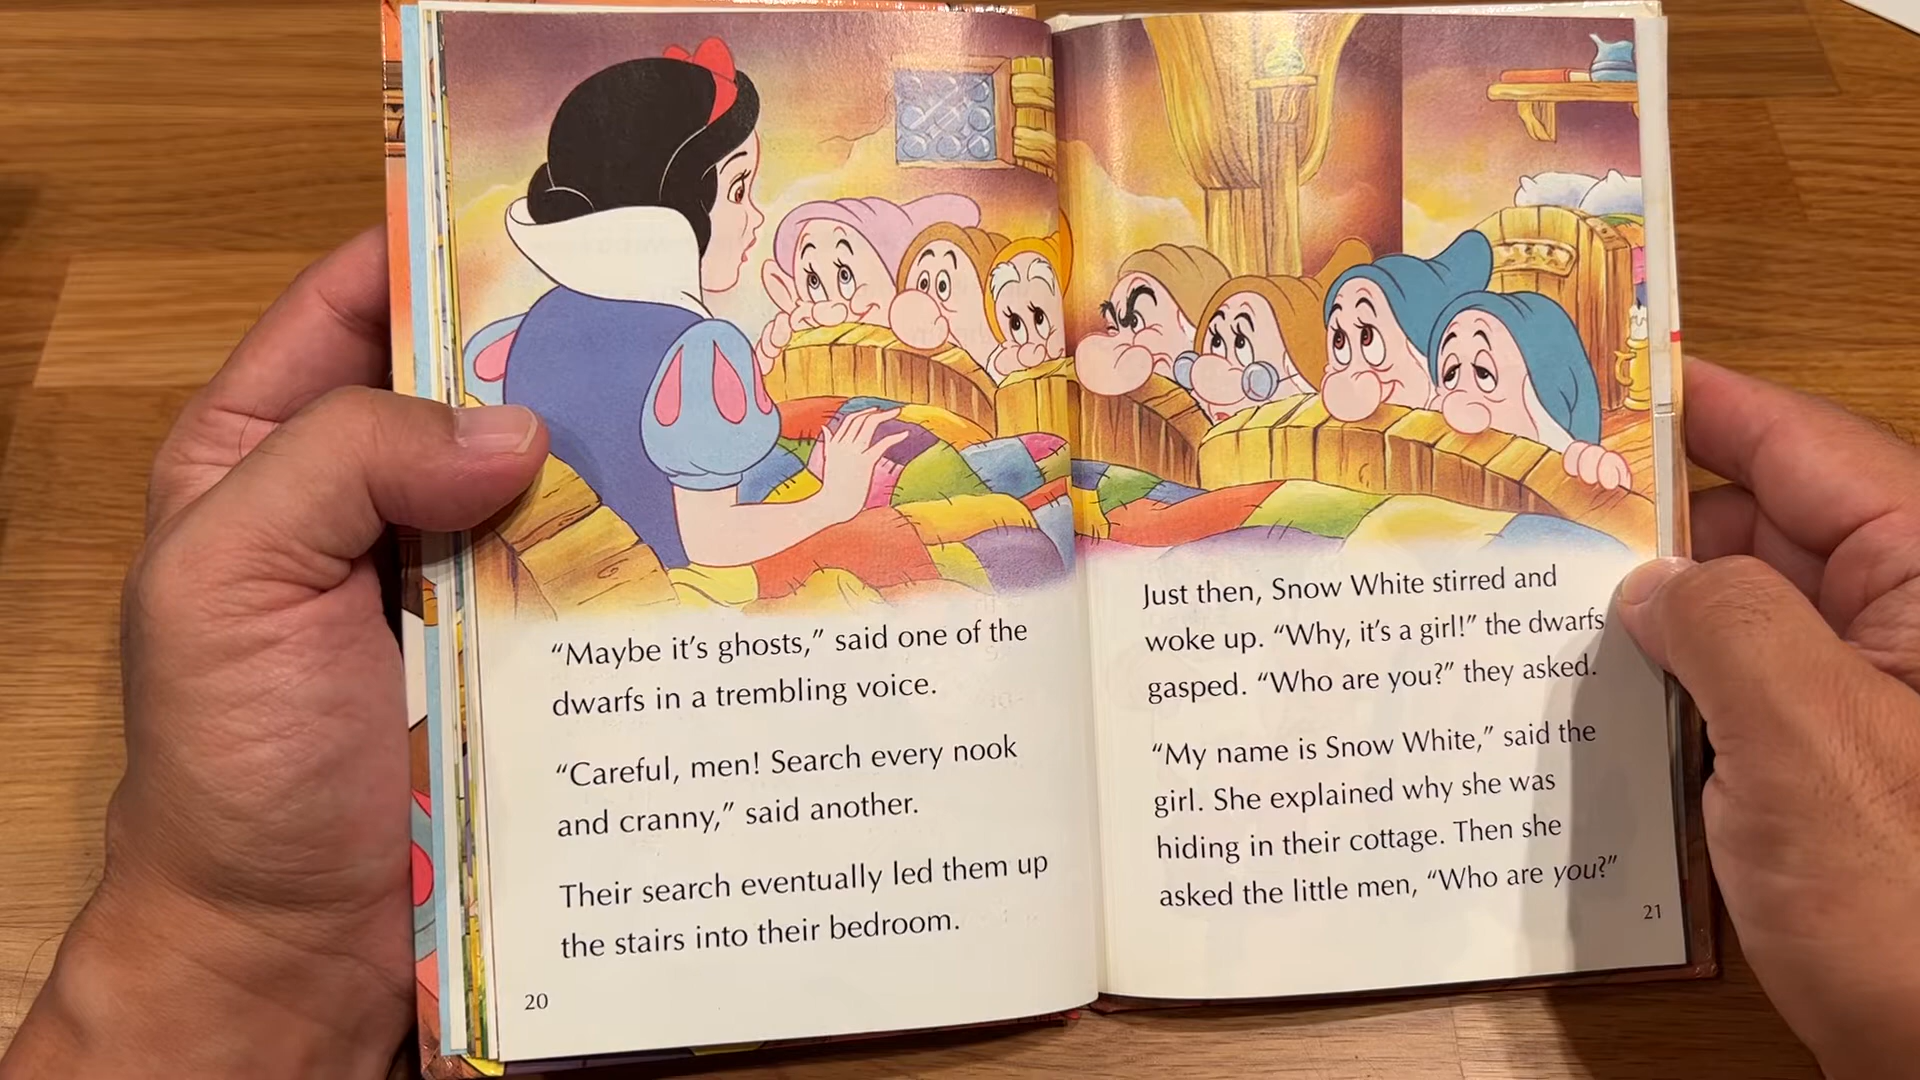 “Maybe it’s ghosts,” said one of the
dwarfs in a trembling voice.
“Careful, men! Search every nook
and cranny,” said another.
Their search eventually led them up
the stairs into their bedroom.
20
Just then, Snow White stirred and
woke up. “Why, it’s a girl!” the dwarfs
gasped. “Who are you?” they asked.
“My name is Snow White,” said the
girl. She explained why she was
hiding in their cottage. Then she
asked the little men, “Who are you?”
21